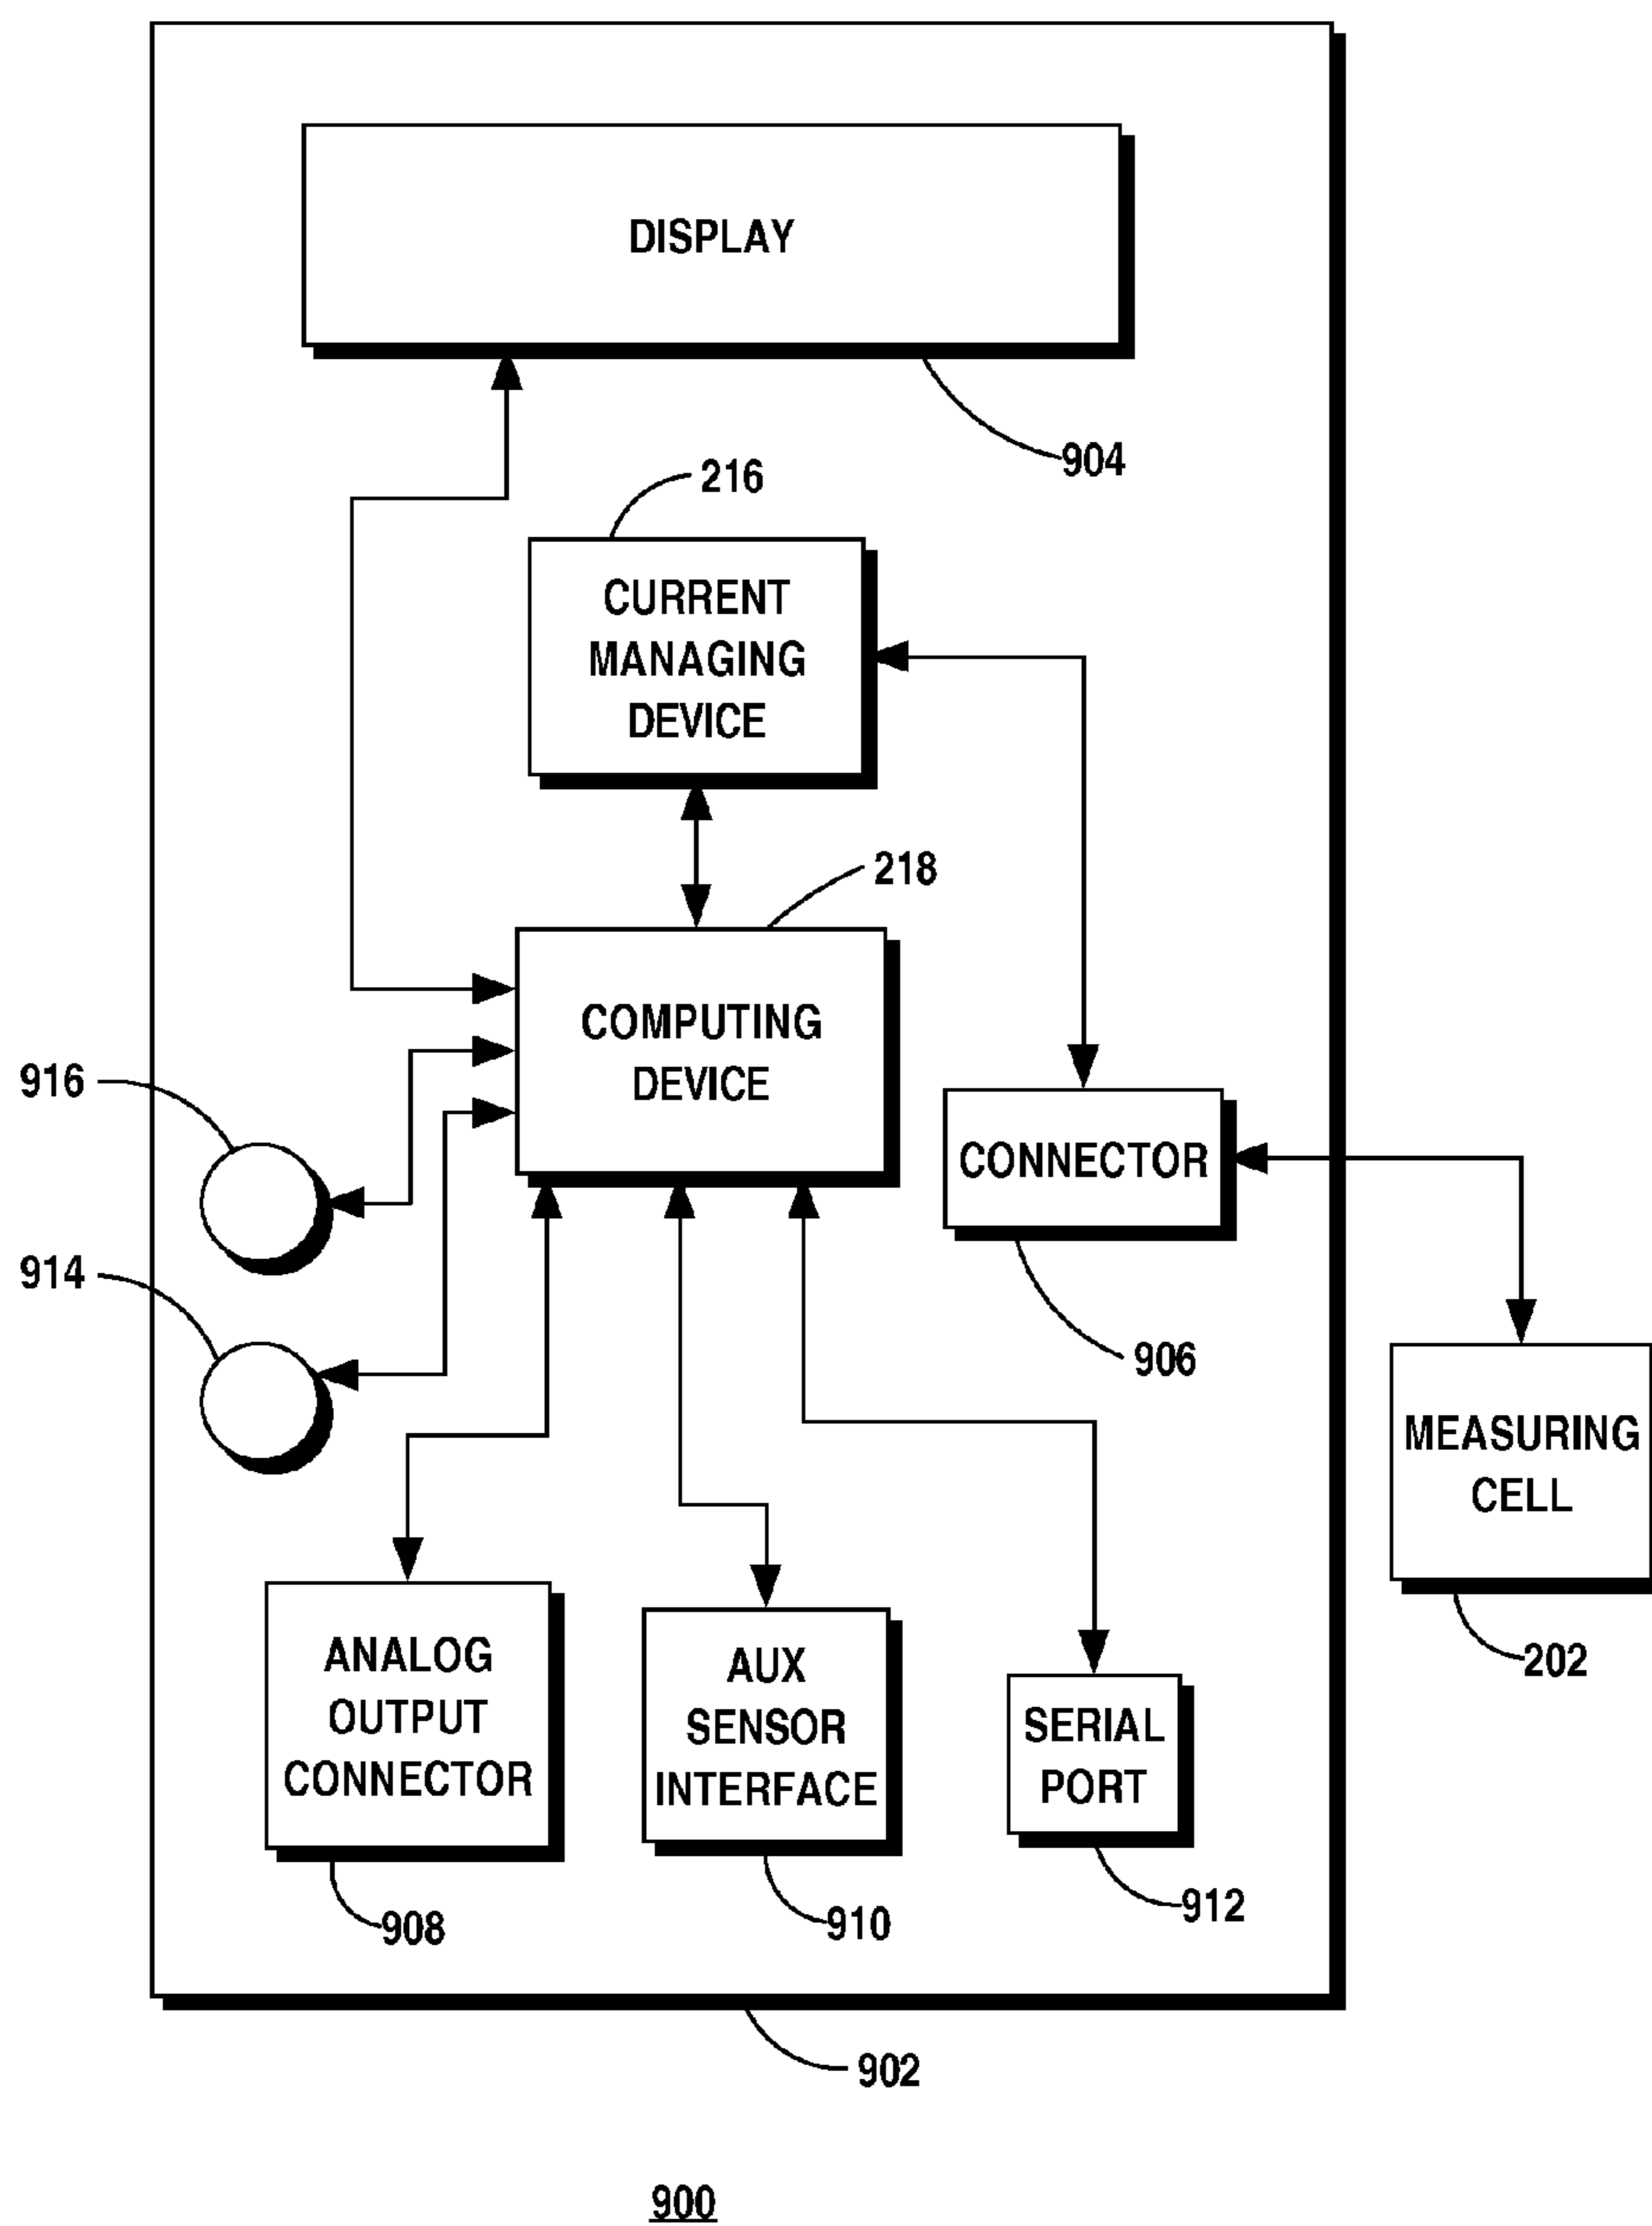 DISPLAY
904
216
CURRENT
MANAGING
DEVICE
218
COMPUTING
DEVICE
916
CONNECTOR
914
906
MEASURING
CELL
202
ANALOG
OUTPUT
CONNECTOR
AUX
SENSOR
INTERFACE
SERIAL
PORT
908
910
912
902
900